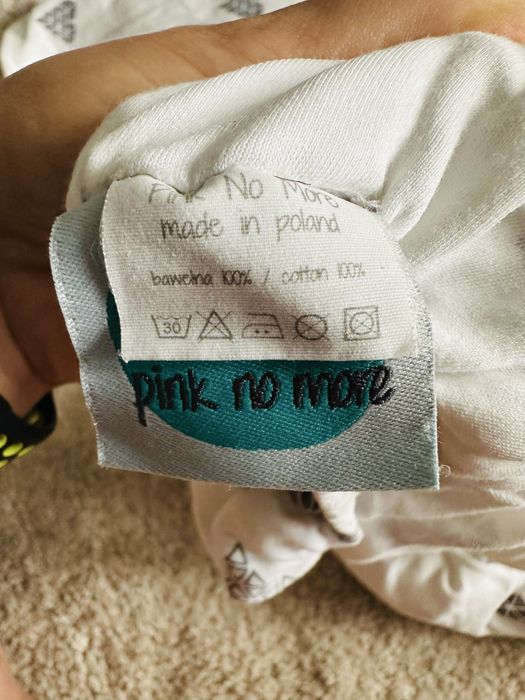 Pink No More
made in poland
bawełna 100% / cotton 100%
30
pink no more